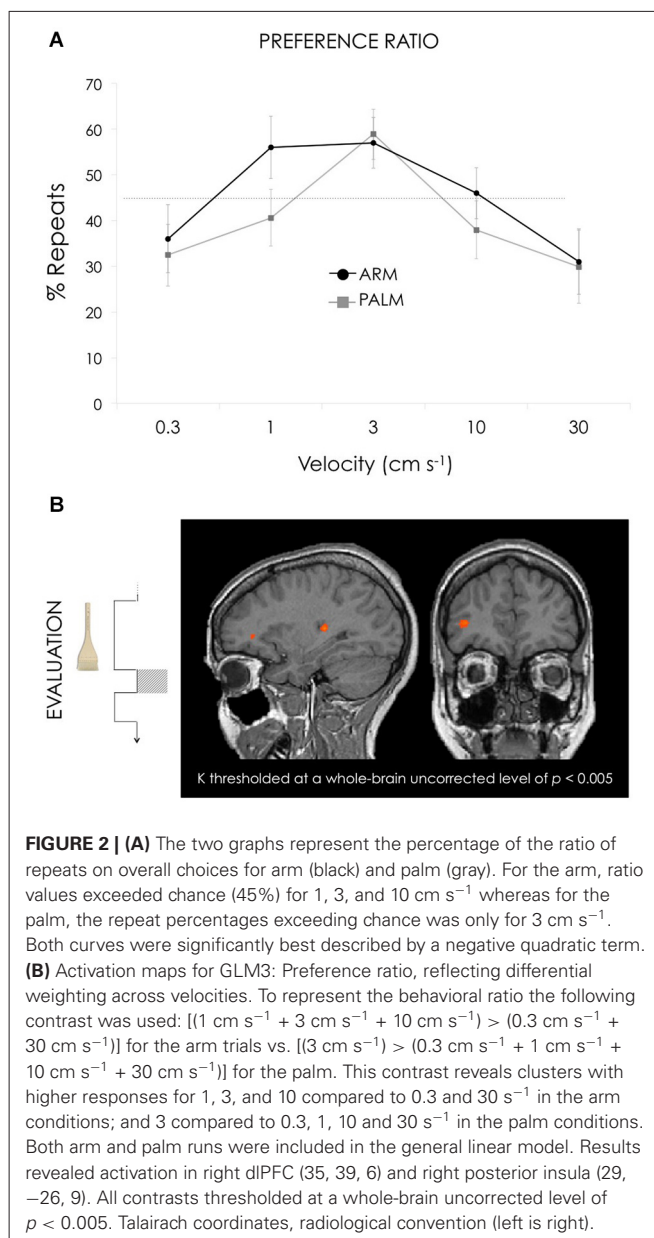 A
PREFERENCE RATIO
70
60
50
40
30
20
10
0
% Repeats
ARM
PALM
0.3 1 3 10 30
Velocity (cm s-1)
B
EVALUATION
K thresholded at a whole-brain uncorrected level of p < 0.005
FIGURE 2 | (A) The two graphs represent the percentage of the ratio of
repeats on overall choices for arm (black) and palm (gray). For the arm, ratio
values exceeded chance (45%) for 1, 3, and 10 cm s−1 whereas for the
palm, the repeat percentages exceeding chance was only for 3 cm s−1.
Both curves were significantly best described by a negative quadratic term.
(B) Activation maps for GLM3: Preference ratio, reflecting differential
weighting across velocities. To represent the behavioral ratio the following
contrast was used: [(1 cm s−1 + 3 cm s−1 + 10 cm s−1) > (0.3 cm s−1 +
30 cm s−1)] for the arm trials vs. [(3 cm s−1) > (0.3 cm s−1 + 1 cm s−1 +
10 cm s−1 + 30 cm s−1)] for the palm. This contrast reveals clusters with
higher responses for 1, 3, and 10 compared to 0.3 and 30 s−1 in the arm
conditions; and 3 compared to 0.3, 1, 10 and 30 s−1 in the palm conditions.
Both arm and palm runs were included in the general linear model. Results
revealed activation in right dlPFC (35, 39, 6) and right posterior insula (29,
−26, 9). All contrasts thresholded at a whole-brain uncorrected level of
p < 0.005. Talairach coordinates, radiological convention (left is right).